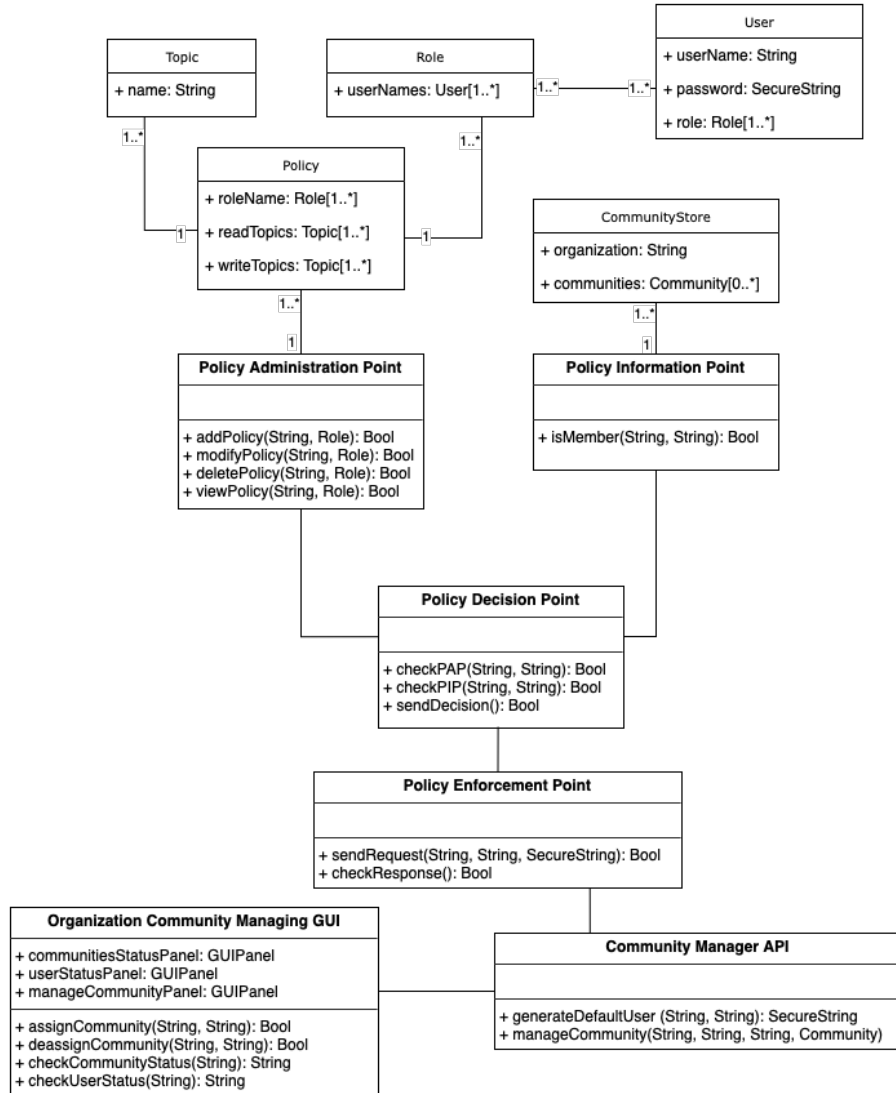 User
+ userName: String
+ password: SecureString
+ role: Role[1..*]
Topic
+ name: String
Role
+ userNames: User[1..*]
1..*
1..*
1..*
1..*
Policy
+ roleName: Role[1..*]
+ readTopics: Topic[1..*]
+ writeTopics: Topic[1..*]
1
1
CommunityStore
+ organization: String
+ communities: Community[0..*]
1..*
1
1..*
1
Policy Administration Point
+ addPolicy(String, Role): Bool
+ modifyPolicy(String, Role): Bool
+ deletePolicy(String, Role): Bool
+ viewPolicy(String, Role): Bool
Policy Information Point
+ isMember(String, String): Bool
Policy Decision Point
+ checkPAP(String, String): Bool
+ checkPIP(String, String): Bool
+ sendDecision(): Bool
Policy Enforcement Point
+ sendRequest(String, String, SecureString): Bool
+ checkResponse(): Bool
Organization Community Managing GUI
+ communitiesStatusPanel: GUIPanel
+ userStatusPanel: GUIPanel
+ manageCommunityPanel: GUIPanel
+ assignCommunity(String, String): Bool
+ deassignCommunity(String, String): Bool
+ checkCommunityStatus(String): String
+ checkUserStatus(String): String
Community Manager API
+ generateDefaultUser (String, String): SecureString
+ manageCommunity(String, String, String, Community)